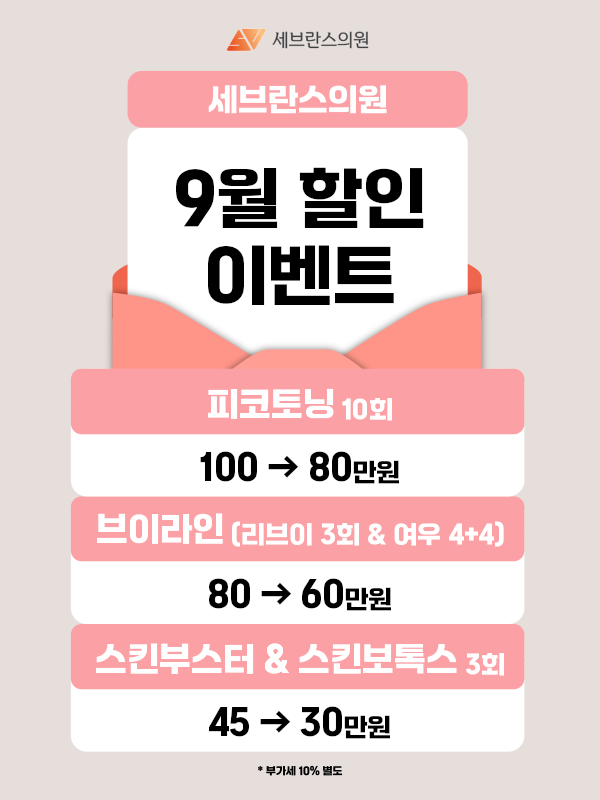 세브란스의원
세브란스의원
9월 할인
이벤트
피코토닝 10회
100 → 80만원
브이라인 (리브이 3회 & 여우 4+4)
80 → 60만원
스킨부스터 & 스킨보톡스 3회
45 → 30만원
* 부가세 10% 별도